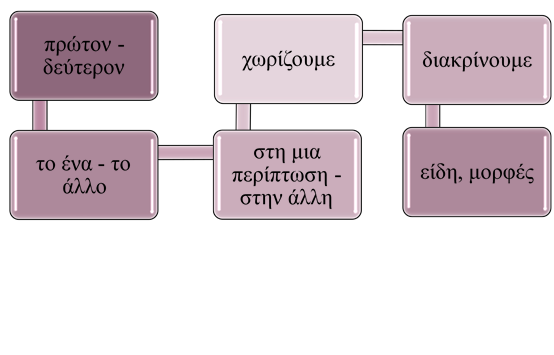 πρώτον -
δεύτερον
το ένα - το
άλλο
στη μια
περίπτωση -
στην άλλη
χωρίζουμε
διακρίνουμε
είδη, μορφές